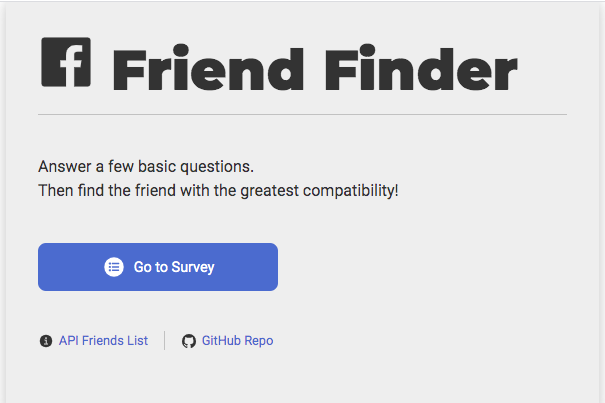 Friend Finder
Answer a few basic questions.
Then find the friend with the greatest compatibility!
Go to Survey
API Friends List
GitHub Repo